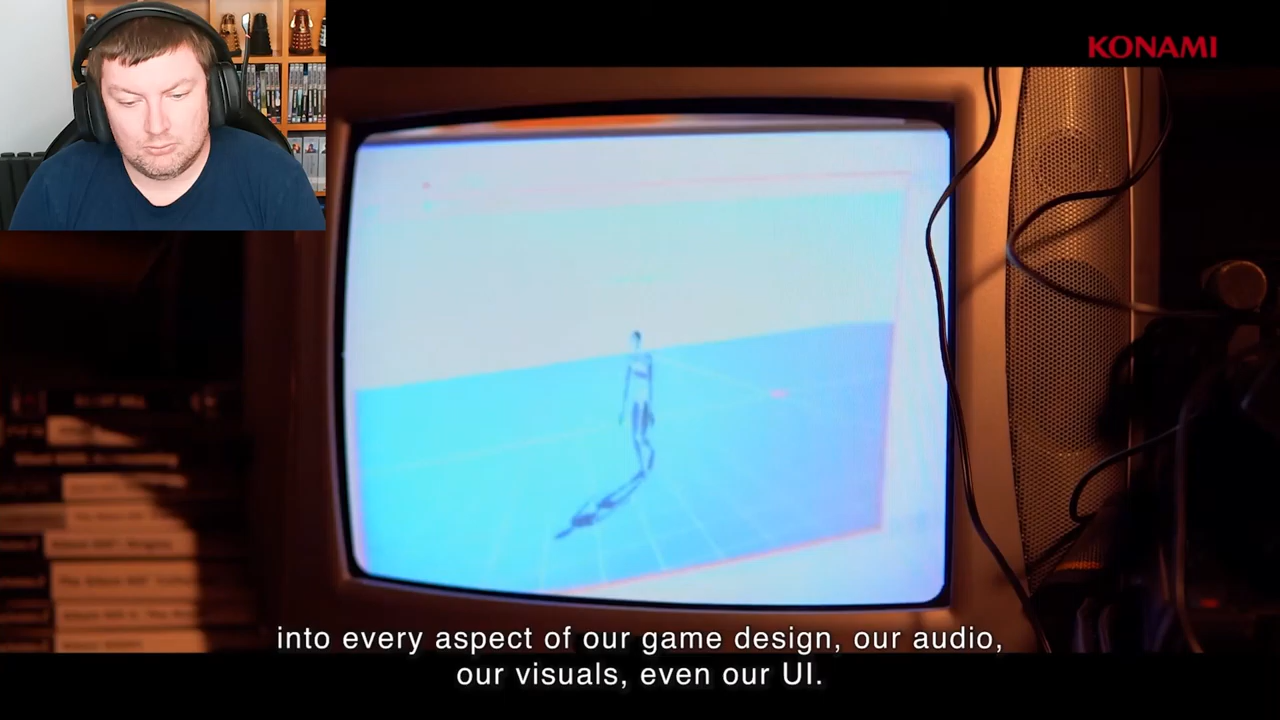 KONAMI
into every aspect of our game design, our audio,
our visuals, even our UI.